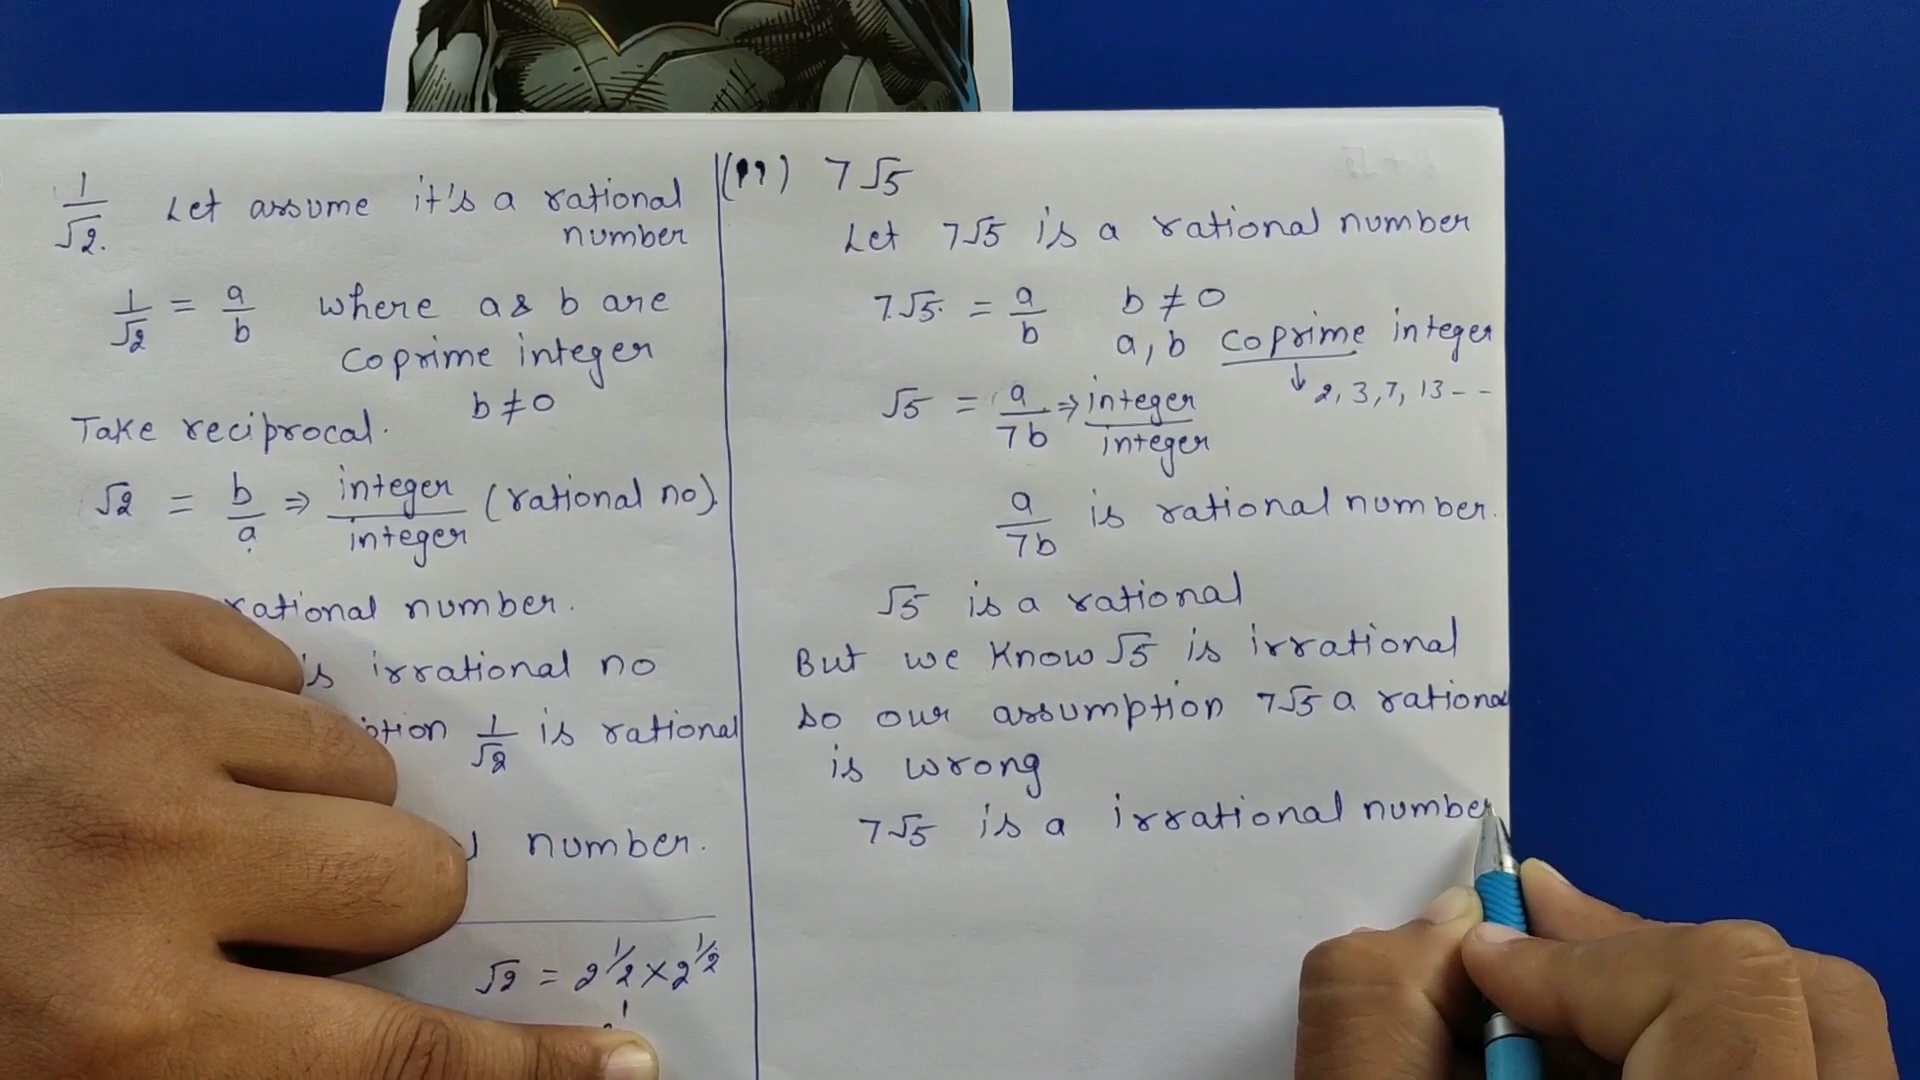 1/√2. Let assume it's a rational
number
1/√2 = a/b where a & b are
coprime integer
b ≠ 0
Take reciprocal.
√2 = b/a ⇒ integer/integer (rational no).
rational number.
is irrational no
1/√2 is rational
number.
√2 = 2^1/2 × 2^1/2
(ii) 7√5
Let 7√5 is a rational number
7√5 = a/b b ≠ 0
a, b coprime integer
↓ 2, 3, 7, 13 - -
√5 = a/7b ⇒ integer/integer
a/7b is rational number.
√5 is a rational
But we know √5 is irrational
So our assumption 7√5 a rational
is wrong
7√5 is a irrational number